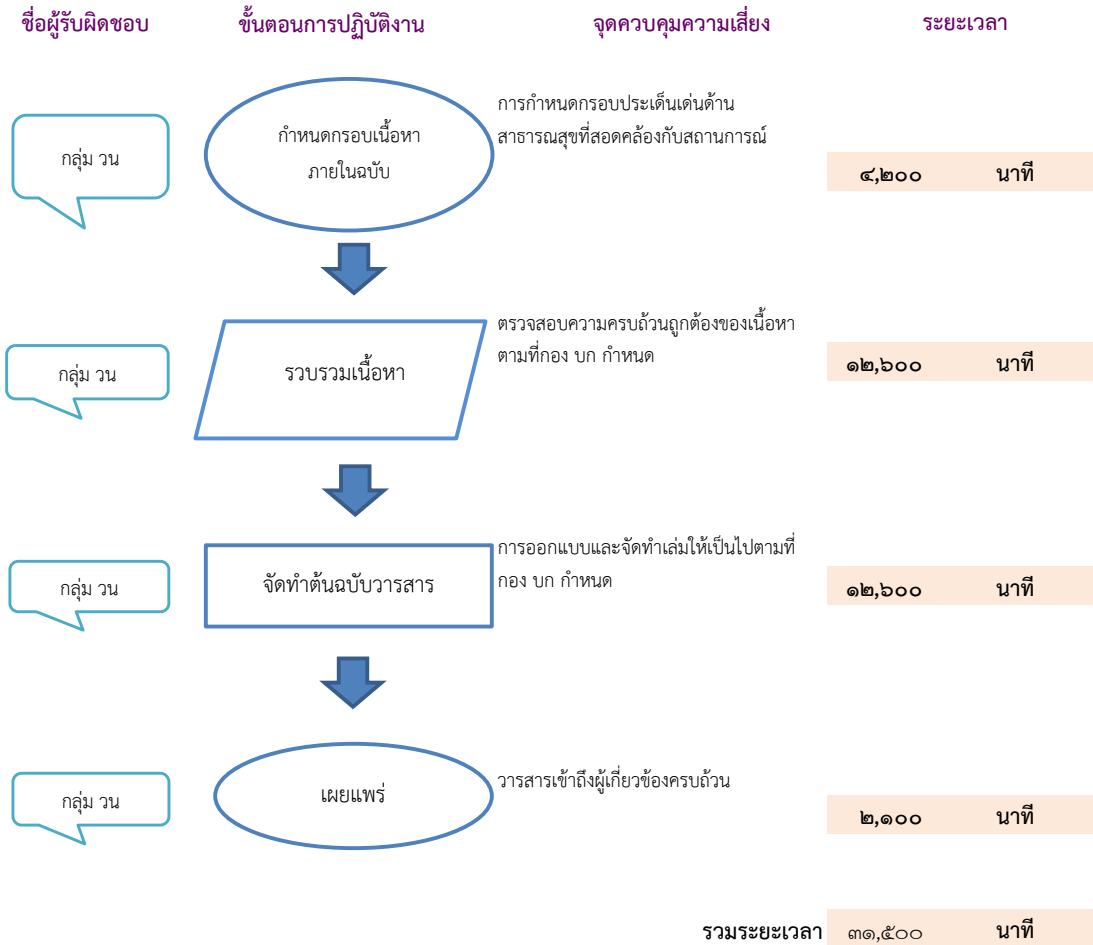 ชื่อผู้รับผิดชอบ ขั้นตอนการปฏิบัติงาน จุดควบคุมความเสี่ยง ระยะเวลา
กลุ่ม วน
กำหนดกรอบเนื้อหา
ภายในฉบับ
การกำหนดกรอบประเด็นเด่นด้าน
สาธารณสุขที่สอดคล้องกับสถานการณ์
๔,๒๐๐ นาที
กลุ่ม วน
รวบรวมเนื้อหา
ตรวจสอบความครบถ้วนถูกต้องของเนื้อหา
ตามที่กอง บก กำหนด
๑๒,๖๐๐ นาที
กลุ่ม วน
จัดทำต้นฉบับวารสาร
การออกแบบและจัดทำเล่มให้เป็นไปตามที่
กอง บก กำหนด
๑๒,๖๐๐ นาที
กลุ่ม วน
เผยแพร่
วารสารเข้าถึงผู้เกี่ยวข้องครบถ้วน
๒,๑๐๐ นาที
รวมระยะเวลา ๓๑,๕๐๐ นาที